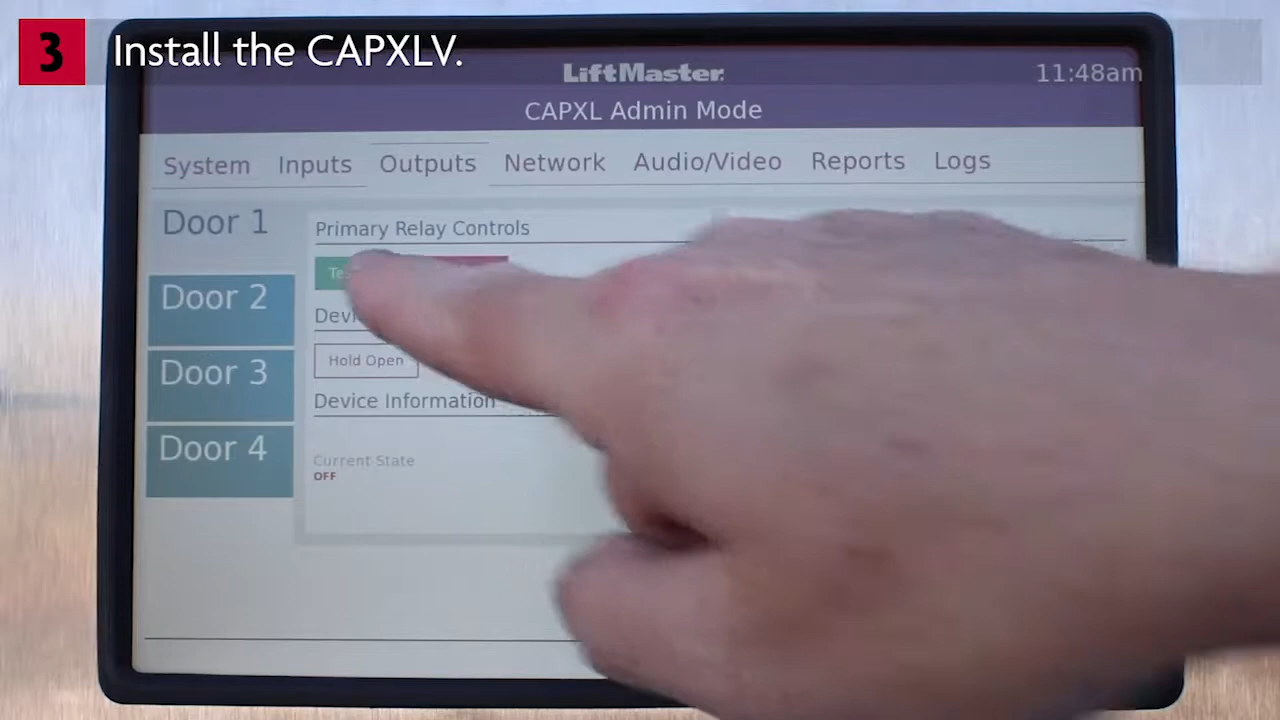 3 Install the CAPXLV.
LiftMaster
11:48am
CAPXL Admin Mode
System Inputs Outputs Network Audio/Video Reports Logs
Door 1
Door 2
Door 3
Door 4
Primary Relay Controls
Hold Open
Device Information
Current State
OFF